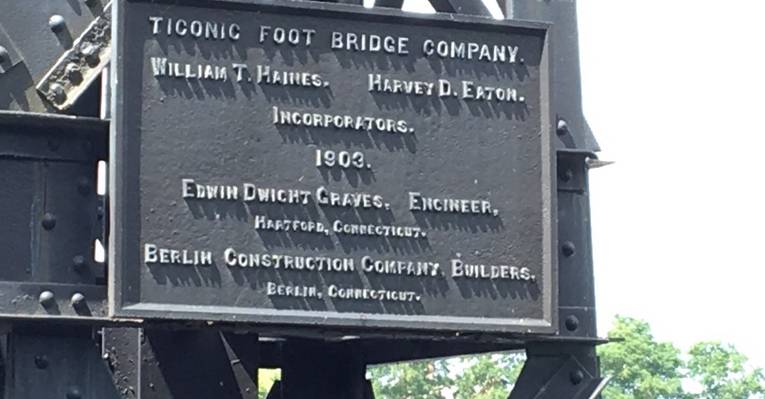 TICONIC FOOT BRIDGE COMPANY.
WILLIAM T. HAINES. HARVEY D. EATON.
INCORPORATORS.
1903.
EDWIN DWIGHT GRAVES, ENGINEER,
HARTFORD, CONNECTICUT.
BERLIN CONSTRUCTION COMPANY, BUILDERS.
BERLIN, CONNECTICUT.